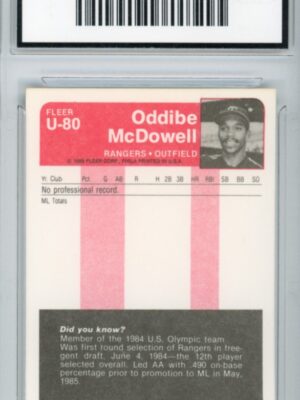 FLEER
U-80
Oddibe
McDowell
RANGERS • OUTFIELD
© 1985 FLEER CORP., PHILA. PRINTED IN U.S.A.
Yr. Club Pct. G AB R H 2B 3B HR RBI SB BB SO
No professional record.
ML Totals
Did you know?
Member of the 1984 U.S. Olympic team
Was first round selection of Rangers in free-
gent draft, June 4, 1984—the 12th player
selected overall. Led AA with .490 on-base
percentage prior to promotion to ML in May,
1985.